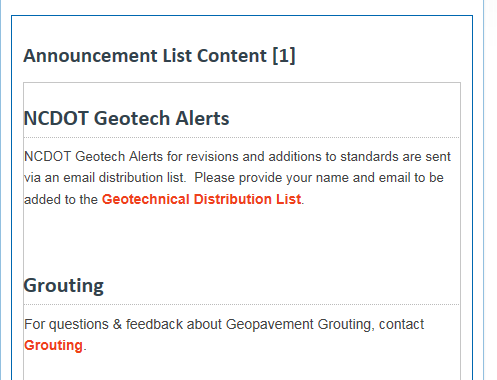 Announcement List Content [1]
NCDOT Geotech Alerts
NCDOT Geotech Alerts for revisions and additions to standards are sent
via an email distribution list.  Please provide your name and email to be
added to the Geotechnical Distribution List.
Grouting
For questions & feedback about Geopavement Grouting, contact
Grouting.